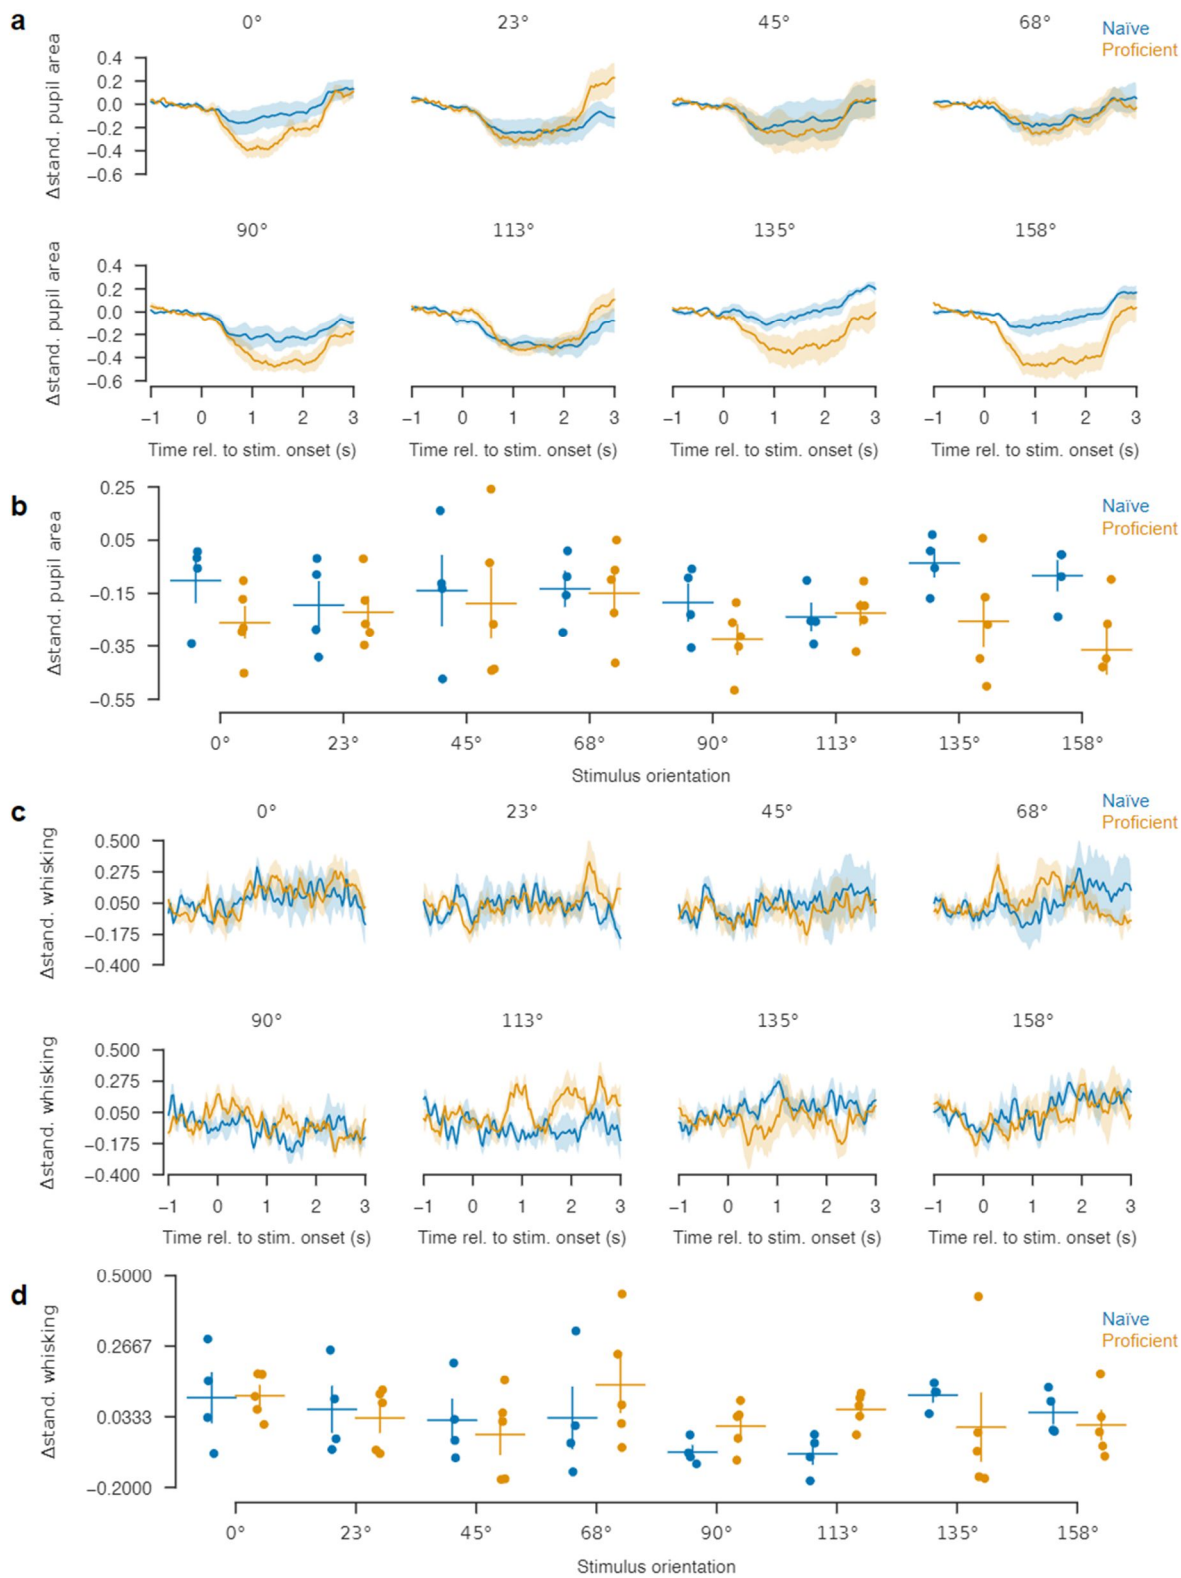 a
0° 23° 45° 68°
Naïve
Proficient
Δstand. pupil area
0.4
0.2
0.0
−0.2
−0.4
−0.6
90° 113° 135° 158°
Δstand. pupil area
0.4
0.2
0.0
−0.2
−0.4
−0.6
−1 0 1 2 3 −1 0 1 2 3 −1 0 1 2 3 −1 0 1 2 3
Time rel. to stim. onset (s) Time rel. to stim. onset (s) Time rel. to stim. onset (s) Time rel. to stim. onset (s)
b
Naïve
Proficient
Δstand. pupil area
0.25
0.05
−0.15
−0.35
−0.55
0° 23° 45° 68° 90° 113° 135° 158°
Stimulus orientation
c
0° 23° 45° 68°
Naïve
Proficient
Δstand. whisking
0.500
0.275
0.050
−0.175
−0.400
90° 113° 135° 158°
Δstand. whisking
0.500
0.275
0.050
−0.175
−0.400
−1 0 1 2 3 −1 0 1 2 3 −1 0 1 2 3 −1 0 1 2 3
Time rel. to stim. onset (s) Time rel. to stim. onset (s) Time rel. to stim. onset (s) Time rel. to stim. onset (s)
d
Naïve
Proficient
Δstand. whisking
0.5000
0.2667
0.0333
−0.2000
0° 23° 45° 68° 90° 113° 135° 158°
Stimulus orientation